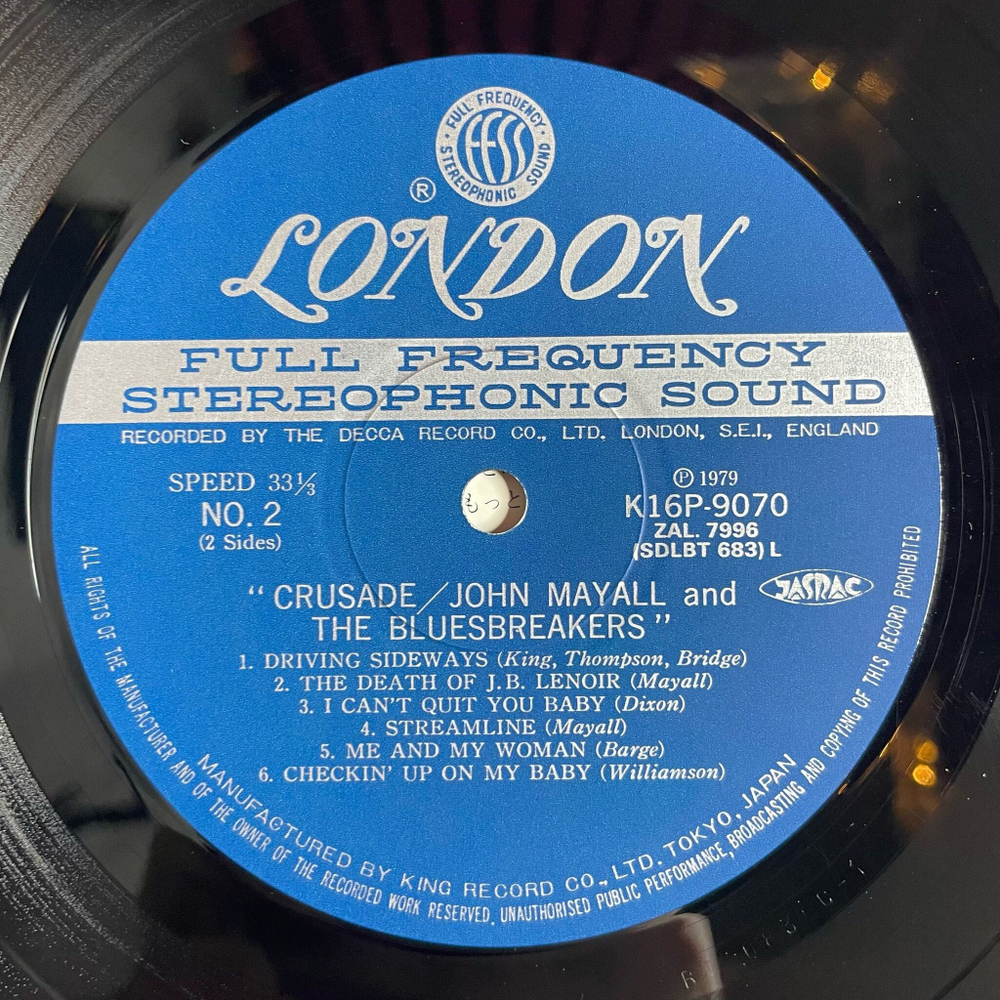 · FULL FREQUENCY · STEREOPHONIC SOUND
FFSS
®
LONDON
FULL FREQUENCY
STEREOPHONIC SOUND
RECORDED BY THE DECCA RECORD CO., LTD. LONDON, S.E.I., ENGLAND
SPEED 33⅓
NO. 2
(2 Sides)
もっと
℗ 1979
K16P-9070
ZAL. 7996
(SDLBT 683) L
JASRAC
“ CRUSADE/JOHN MAYALL and
THE BLUESBREAKERS ”
1. DRIVING SIDEWAYS (King, Thompson, Bridge)
2. THE DEATH OF J.B. LENOIR (Mayall)
3. I CAN'T QUIT YOU BABY (Dixon)
4. STREAMLINE (Mayall)
5. ME AND MY WOMAN (Barge)
6. CHECKIN' UP ON MY BABY (Williamson)
MANUFACTURED BY KING RECORD CO., LTD. TOKYO, JAPAN
ALL RIGHTS OF THE MANUFACTURER AND OF THE OWNER OF THE RECORDED WORK RESERVED. UNAUTHORISED PUBLIC PERFORMANCE, BROADCASTING AND COPYING OF THIS RECORD PROHIBITED